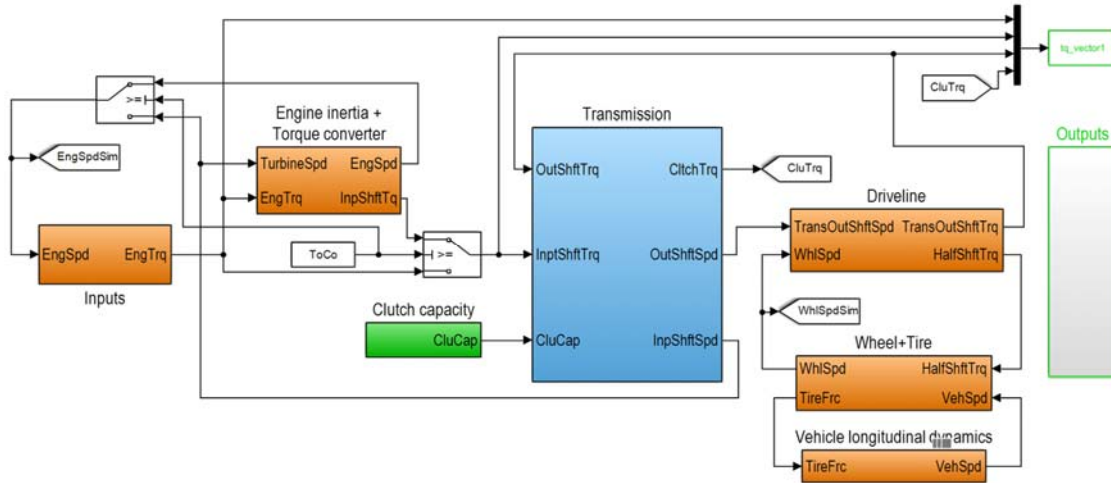 tq_vector1
CluTrq
Engine inertia +
Torque converter
Transmission
>=
Outputs
EngSpdSim
TurbineSpd EngSpd
EngTrq InpShftTq
OutShftTrq CltchTrq
CluTrq
Driveline
TransOutShftSpd TransOutShftTrq
WhlSpd HalfShftTrq
EngSpd EngTrq
Inputs
ToCo
>=
InptShftTrq OutShftSpd
Clutch capacity
CluCap
CluCap InpShftSpd
WhlSpdSim
Wheel+Tire
WhlSpd HalfShftTrq
TireFrc VehSpd
Vehicle longitudinal dynamics
TireFrc VehSpd